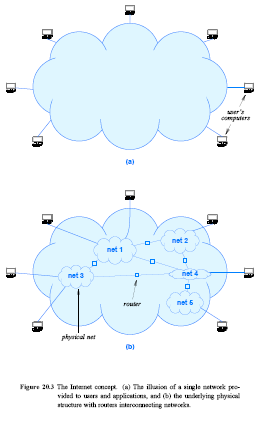 user's
computers
(a)
net 1
net 2
net 3
net 4
net 5
router
physical net
(b)
Figure 20.3 The Internet concept. (a) The illusion of a single network pro-
vided to users and applications, and (b) the underlying physical
structure with routers interconnecting networks.